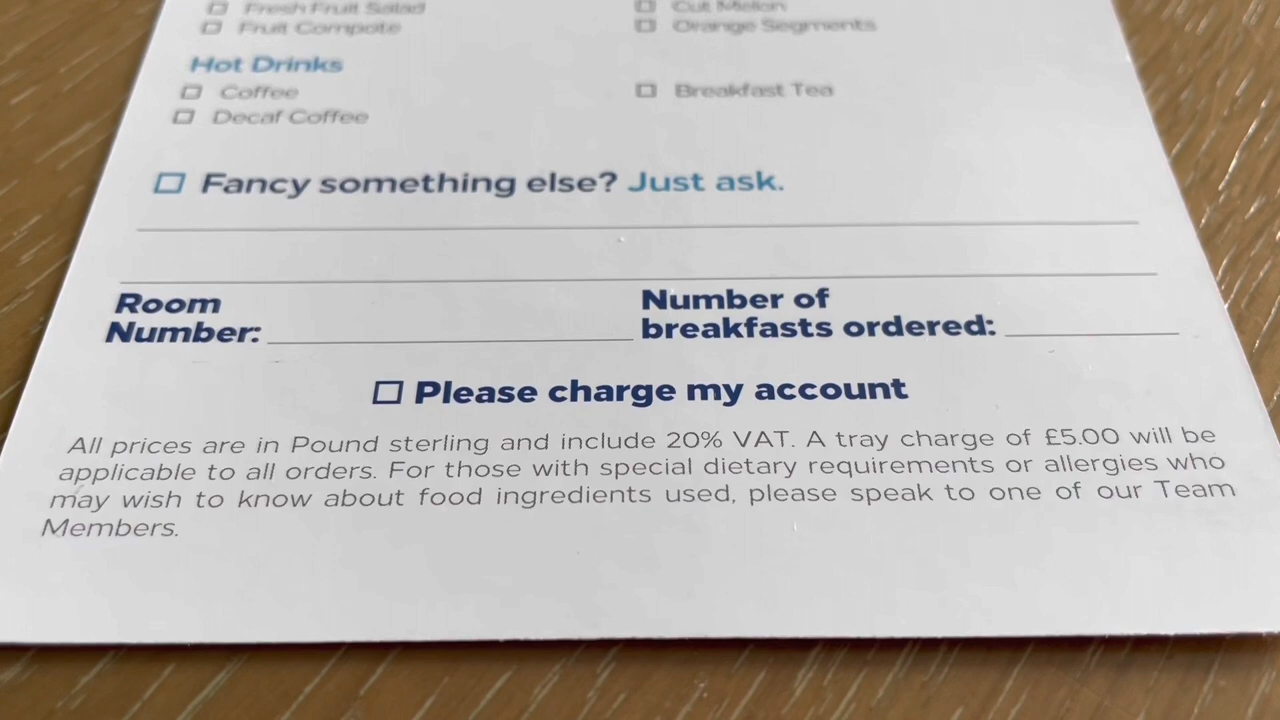 Fresh Fruit Salad Cut Melon
Fruit Compote Orange Segments
Hot Drinks
Coffee Breakfast Tea
Decaf Coffee
Fancy something else? Just ask.
Room Number of
Number: breakfasts ordered:
Please charge my account
All prices are in Pound sterling and include 20% VAT. A tray charge of £5.00 will be
applicable to all orders. For those with special dietary requirements or allergies who
may wish to know about food ingredients used, please speak to one of our Team
Members.